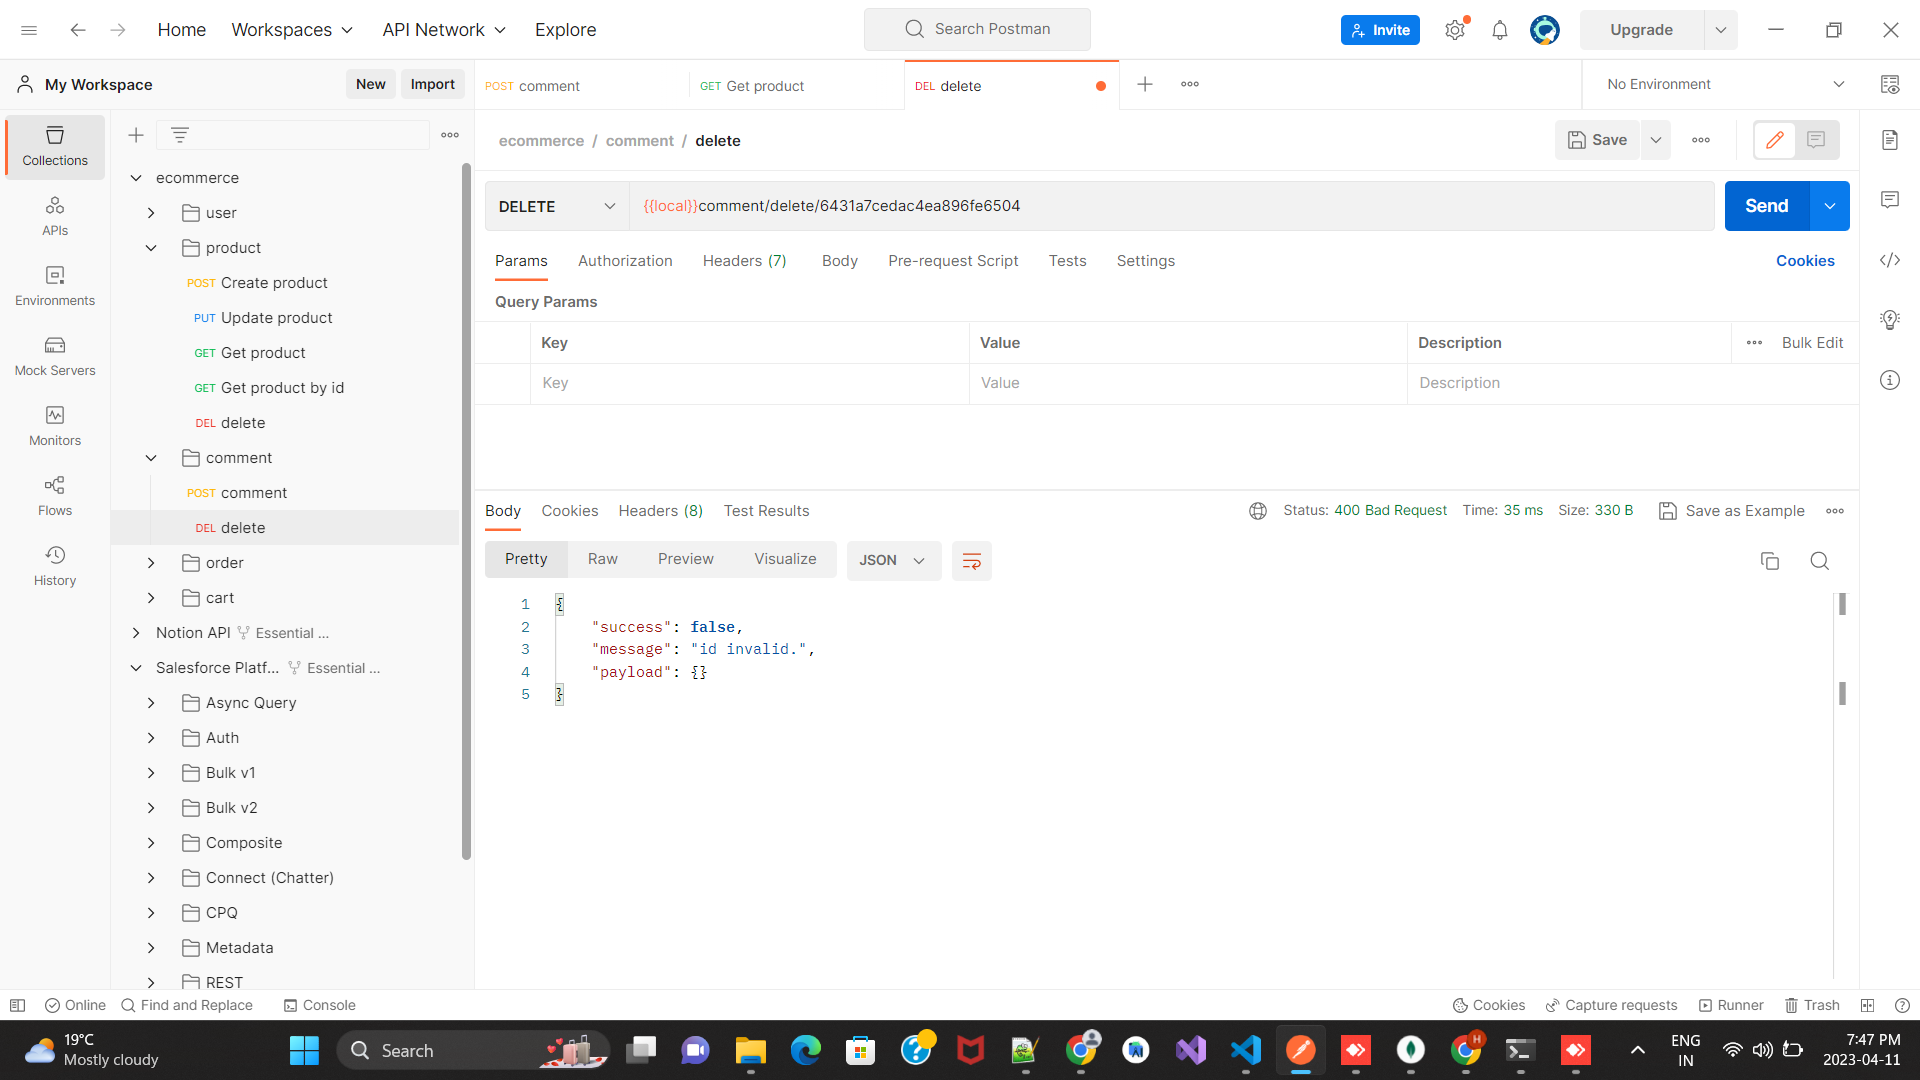 Home
Workspaces
API Network
Explore
Search Postman
Invite
Upgrade
My Workspace
New
Import
POST comment
GET Get product
DEL delete
No Environment
Collections
APIs
Environments
Mock Servers
Monitors
Flows
History
ecommerce
user
product
POST Create product
PUT Update product
GET Get product
GET Get product by id
DEL delete
comment
POST comment
DEL delete
order
cart
Notion API Essential ...
Salesforce Platf... Essential ...
Async Query
Auth
Bulk v1
Bulk v2
Composite
Connect (Chatter)
CPQ
Metadata
REST
ecommerce / comment / delete
Save
DELETE
{{local}}comment/delete/6431a7cedac4ea896fe6504
Send
Params
Authorization
Headers (7)
Body
Pre-request Script
Tests
Settings
Cookies
Query Params
Key
Value
Description
Bulk Edit
Key
Value
Description
Body
Cookies
Headers (8)
Test Results
Status: 400 Bad Request
Time: 35 ms
Size: 330 B
Save as Example
Pretty
Raw
Preview
Visualize
JSON
1 {
2 "success": false,
3 "message": "id invalid.",
4 "payload": {}
5 }
Online
Find and Replace
Console
Cookies
Capture requests
Runner
Trash
19°C
Mostly cloudy
Search
H
ENG
IN
7:47 PM
2023-04-11